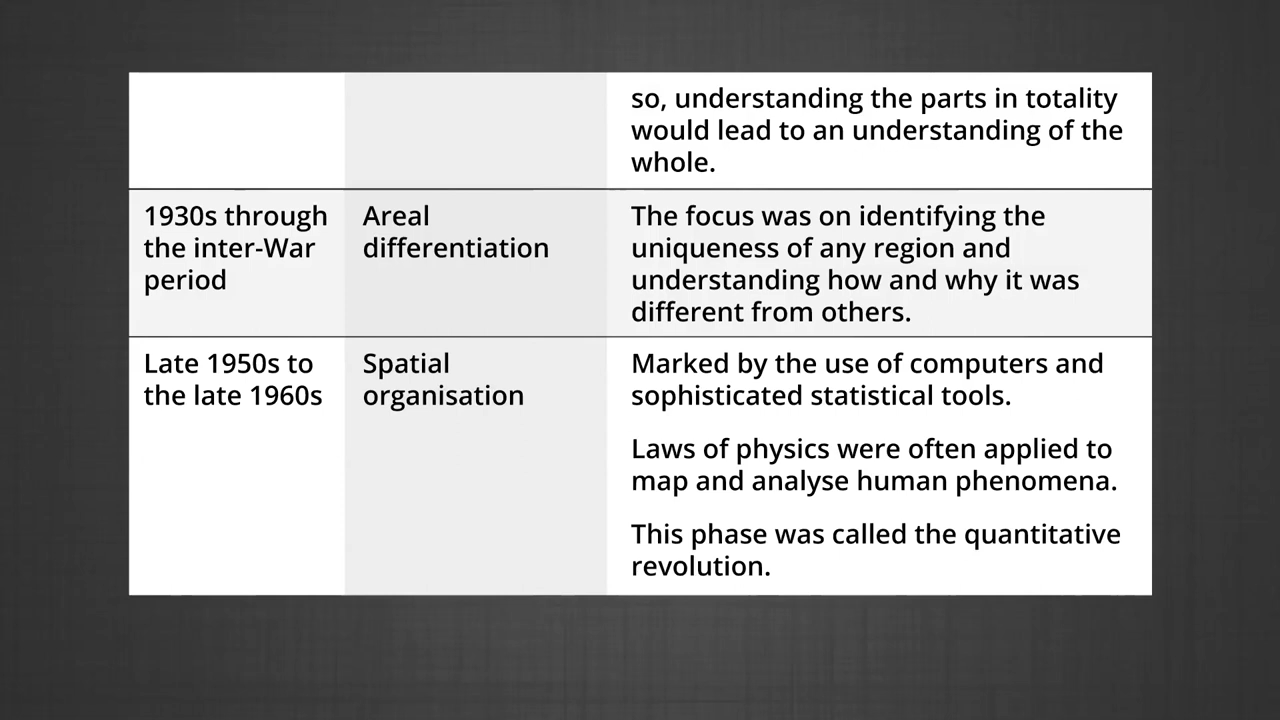 so, understanding the parts in totality
would lead to an understanding of the
whole.
1930s through
the inter-War
period
Areal
differentiation
The focus was on identifying the
uniqueness of any region and
understanding how and why it was
different from others.
Late 1950s to
the late 1960s
Spatial
organisation
Marked by the use of computers and
sophisticated statistical tools.
Laws of physics were often applied to
map and analyse human phenomena.
This phase was called the quantitative
revolution.